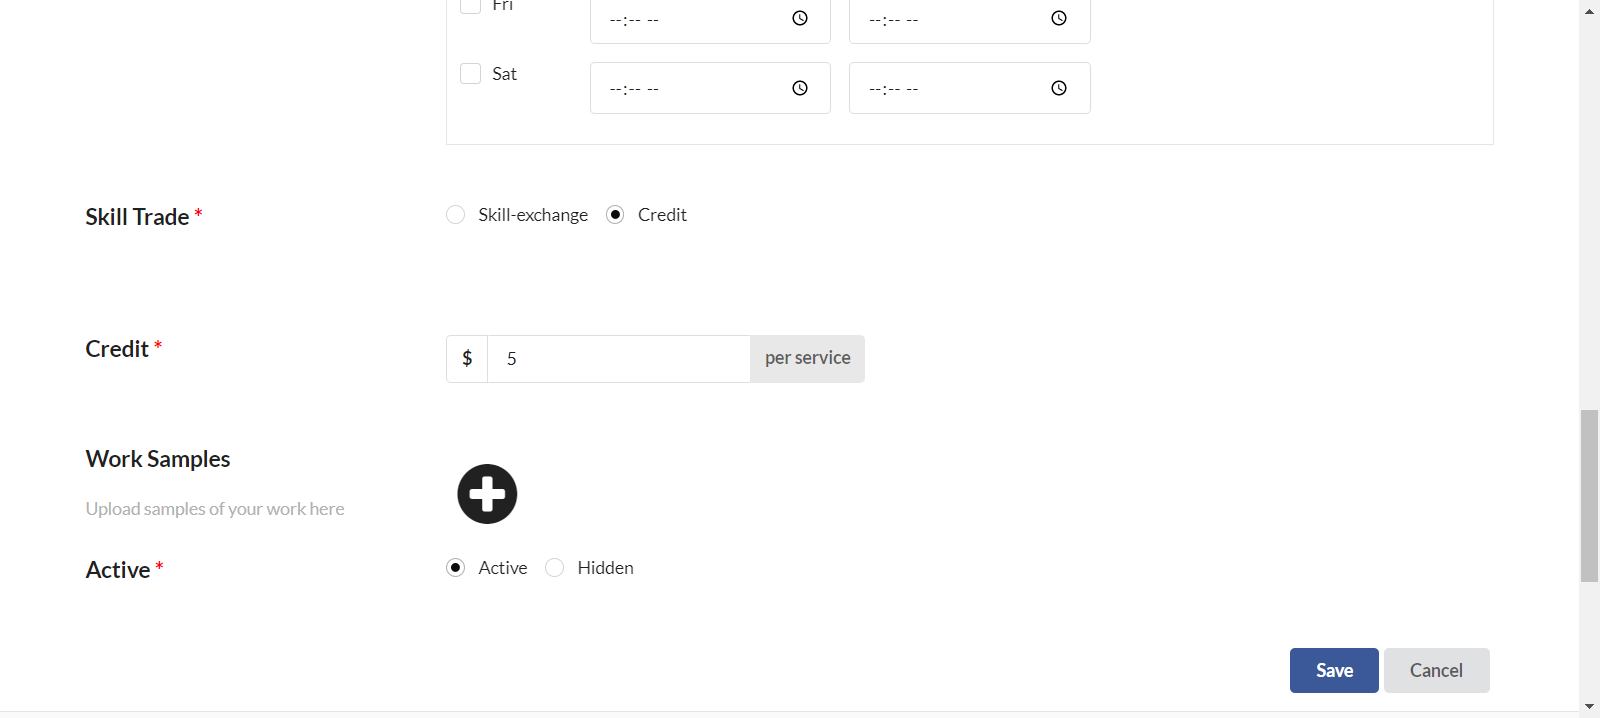 Fri --:-- -- --:-- --
Sat --:-- -- --:-- --
Skill Trade * Skill-exchange Credit
Credit * $ 5 per service
Work Samples
Upload samples of your work here
Active * Active Hidden
Save Cancel